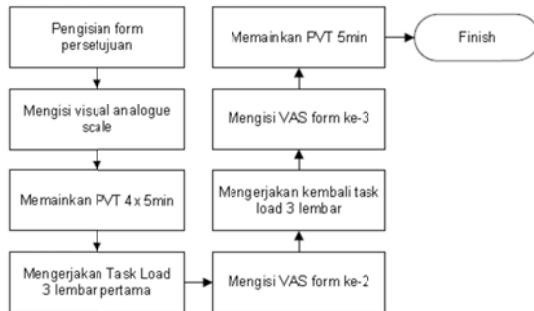 Pengisian form
persetujuan
Mengisi visual analogue
scale
Memainkan PVT 4 x 5min
Mengerjakan Task Load
3 lembar pertama
Mengisi VAS form ke-2
Mengerjakan kembali task
load 3 lembar
Mengisi VAS form ke-3
Memainkan PVT 5min
Finish